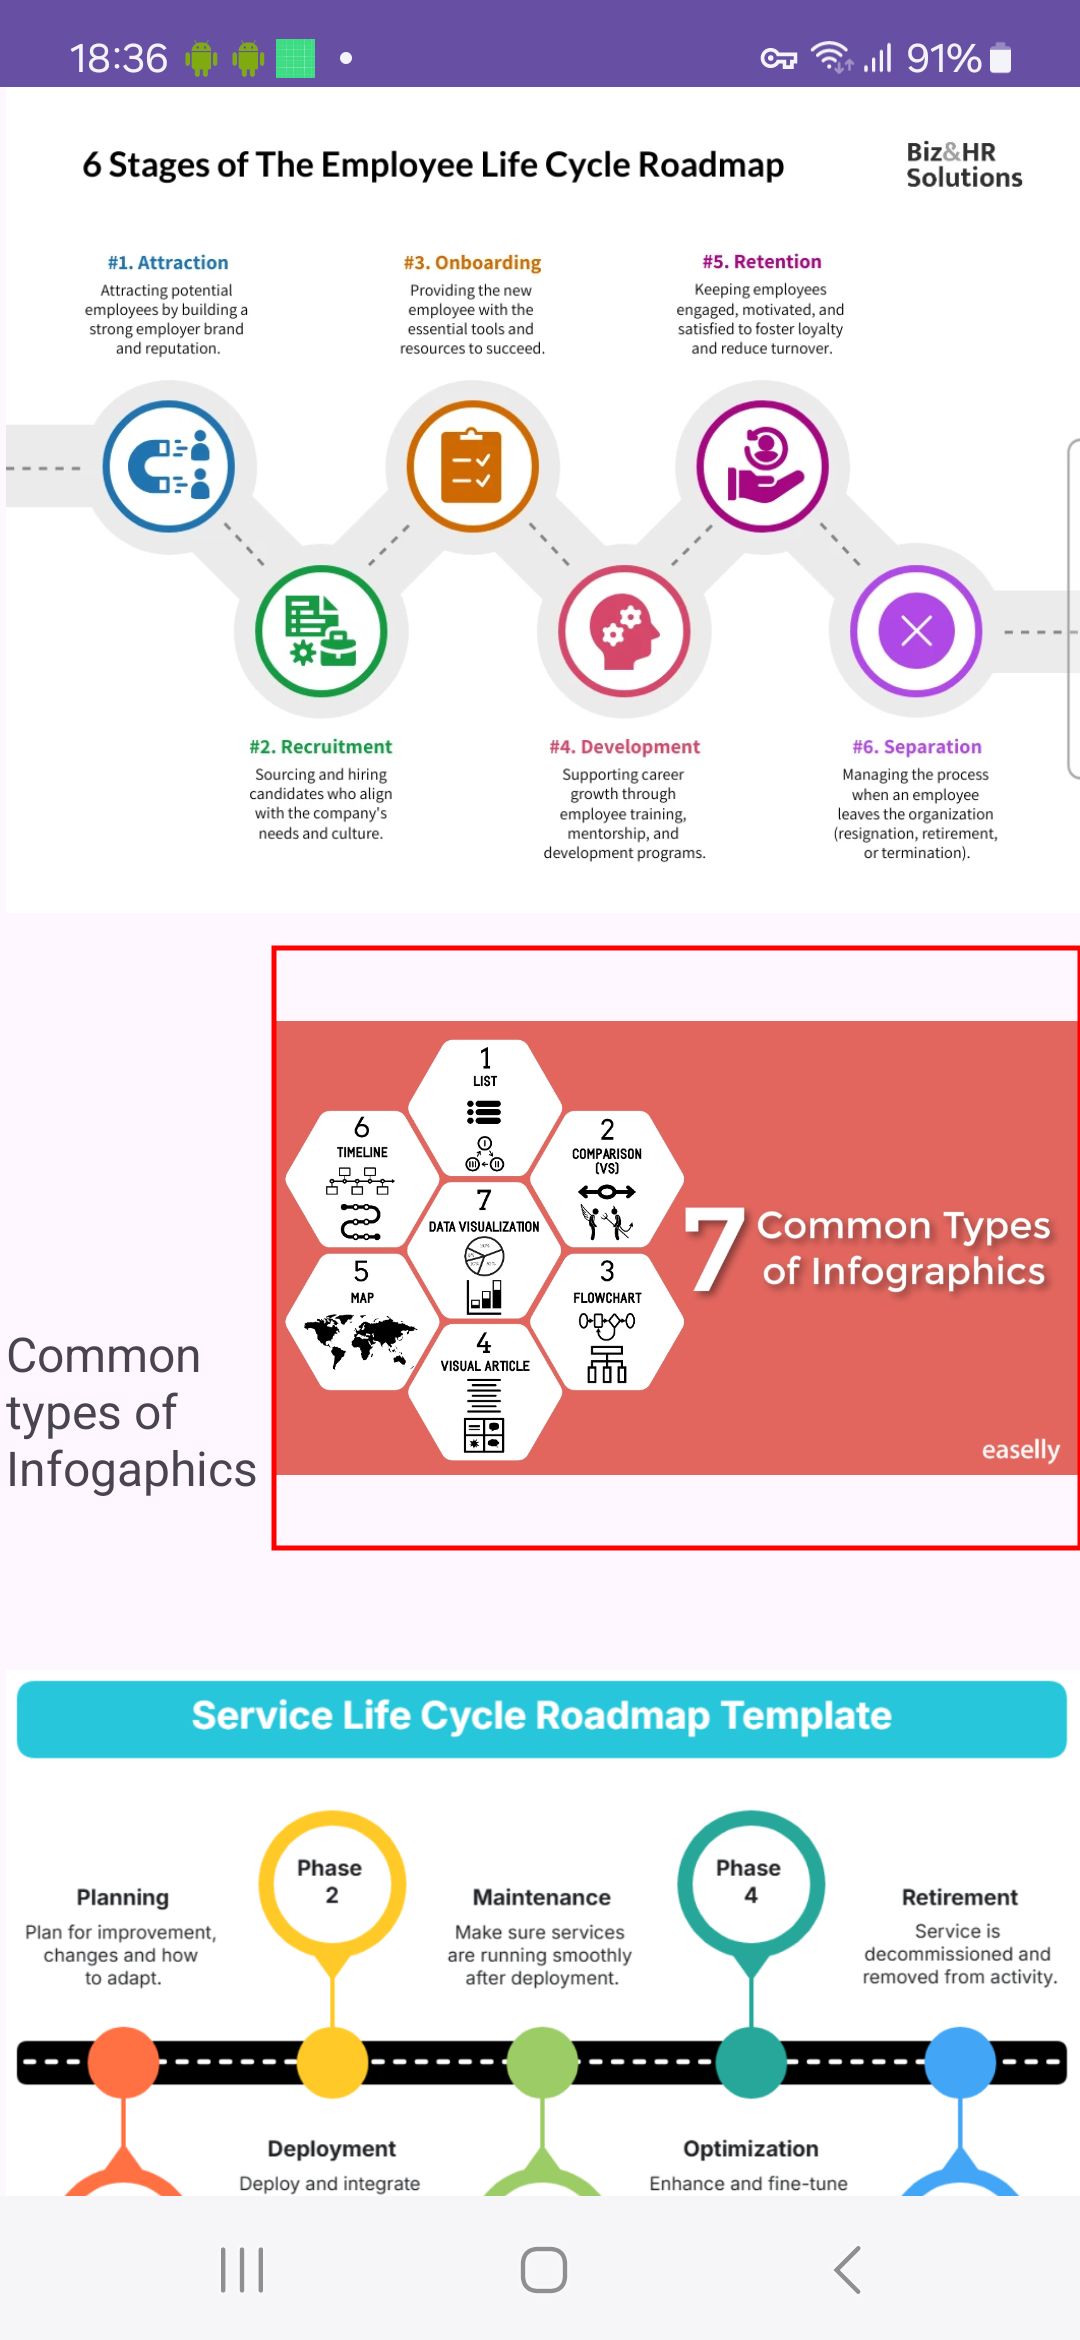 18:36
91%
6 Stages of The Employee Life Cycle Roadmap
Biz&HR
Solutions
#1. Attraction
Attracting potential
employees by building a
strong employer brand
and reputation.
#3. Onboarding
Providing the new
employee with the
essential tools and
resources to succeed.
#5. Retention
Keeping employees
engaged, motivated, and
satisfied to foster loyalty
and reduce turnover.
#2. Recruitment
Sourcing and hiring
candidates who align
with the company's
needs and culture.
#4. Development
Supporting career
growth through
employee training,
mentorship, and
development programs.
#6. Separation
Managing the process
when an employee
leaves the organization
(resignation, retirement,
or termination).
Common
types of
Infogaphics
1
LIST
I
III
II
2
COMPARISON
(VS)
3
FLOWCHART
4
VISUAL ARTICLE
5
MAP
6
TIMELINE
7
DATA VISUALIZATION
7 Common Types
of Infographics
easelly
Service Life Cycle Roadmap Template
Planning
Plan for improvement,
changes and how
to adapt.
Phase
2
Maintenance
Make sure services
are running smoothly
after deployment.
Phase
4
Retirement
Service is
decommissioned and
removed from activity.
Deployment
Deploy and integrate
Optimization
Enhance and fine-tune